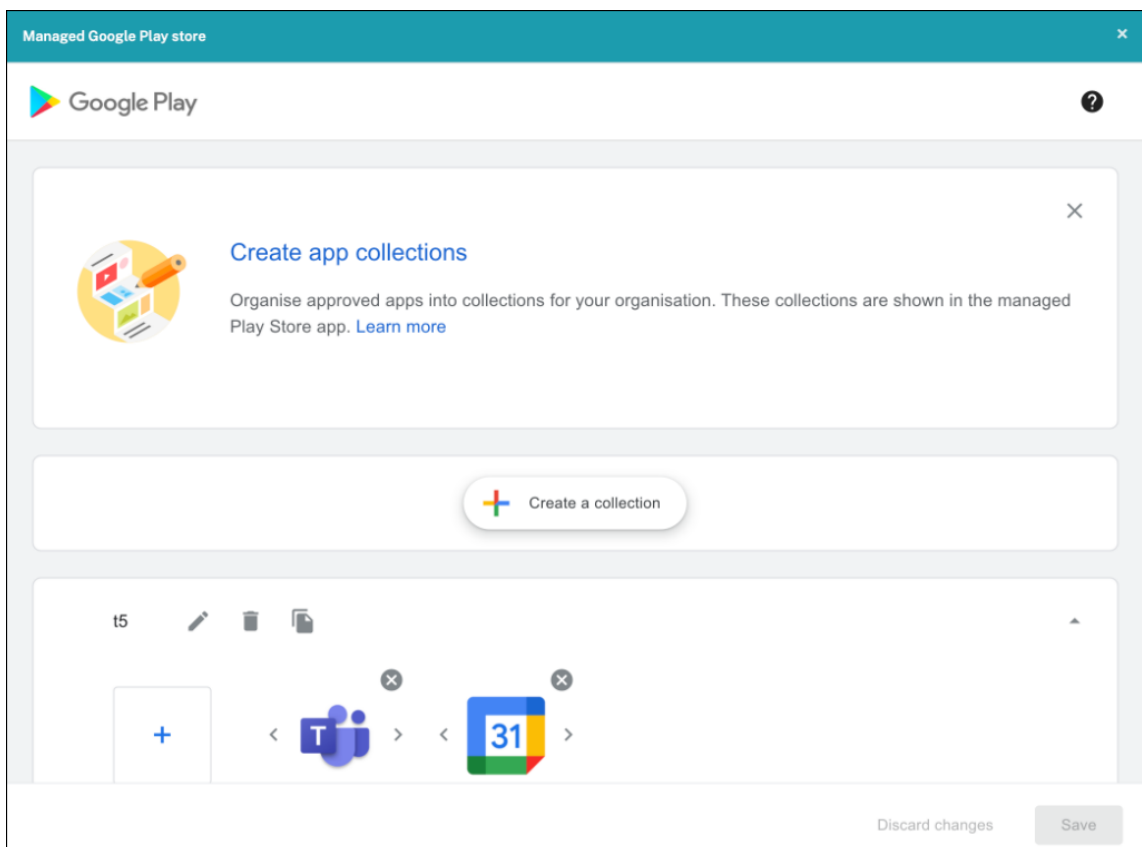 Managed Google Play store
Google Play
Create app collections
Organise approved apps into collections for your organisation. These collections are shown in the managed
Play Store app. Learn more
Create a collection
t5
T
31
Discard changes
Save